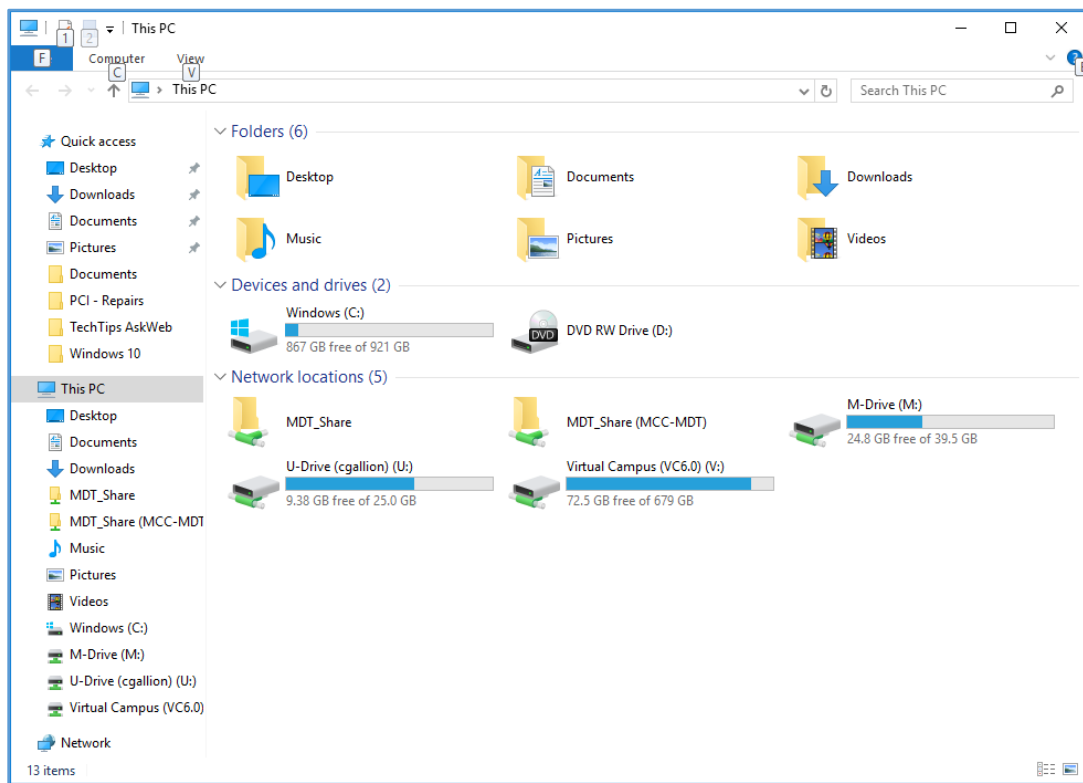 1 2 This PC
F Computer View
C V
This PC Search This PC
Quick access
Desktop
Downloads
Documents
Pictures
Documents
PCI - Repairs
TechTips AskWeb
Windows 10
This PC
Desktop
Documents
Downloads
MDT_Share
MDT_Share (MCC-MDT
Music
Pictures
Videos
Windows (C:)
M-Drive (M:)
U-Drive (cgallion) (U:)
Virtual Campus (VC6.0)
Network
Folders (6)
Desktop Documents Downloads
Music Pictures Videos
Devices and drives (2)
Windows (C:)
867 GB free of 921 GB
DVD
DVD RW Drive (D:)
Network locations (5)
MDT_Share
MDT_Share (MCC-MDT)
M-Drive (M:)
24.8 GB free of 39.5 GB
U-Drive (cgallion) (U:)
9.38 GB free of 25.0 GB
Virtual Campus (VC6.0) (V:)
72.5 GB free of 679 GB
13 items